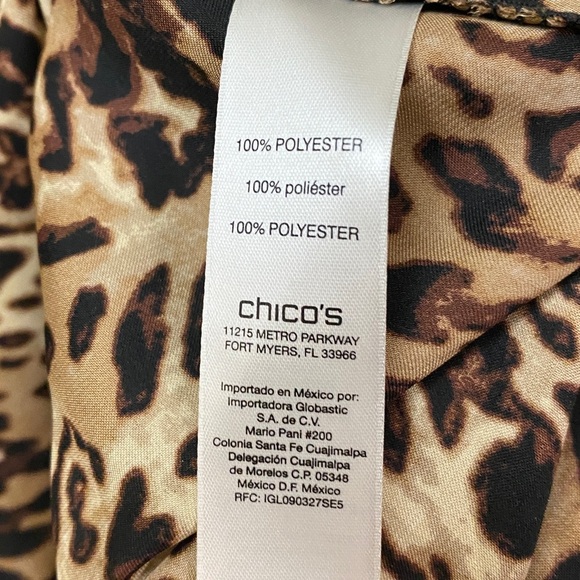 100% POLYESTER
100% poliéster
100% POLYESTER
chico's
11215 METRO PARKWAY
FORT MYERS, FL 33966
Importado en México por:
Importadora Globastic
S.A. de C.V.
Mario Pani #200
Colonia Santa Fe Cuajimalpa
Delegación Cuajimalpa
de Morelos C.P. 05348
México D.F. México
RFC: IGL090327SE5